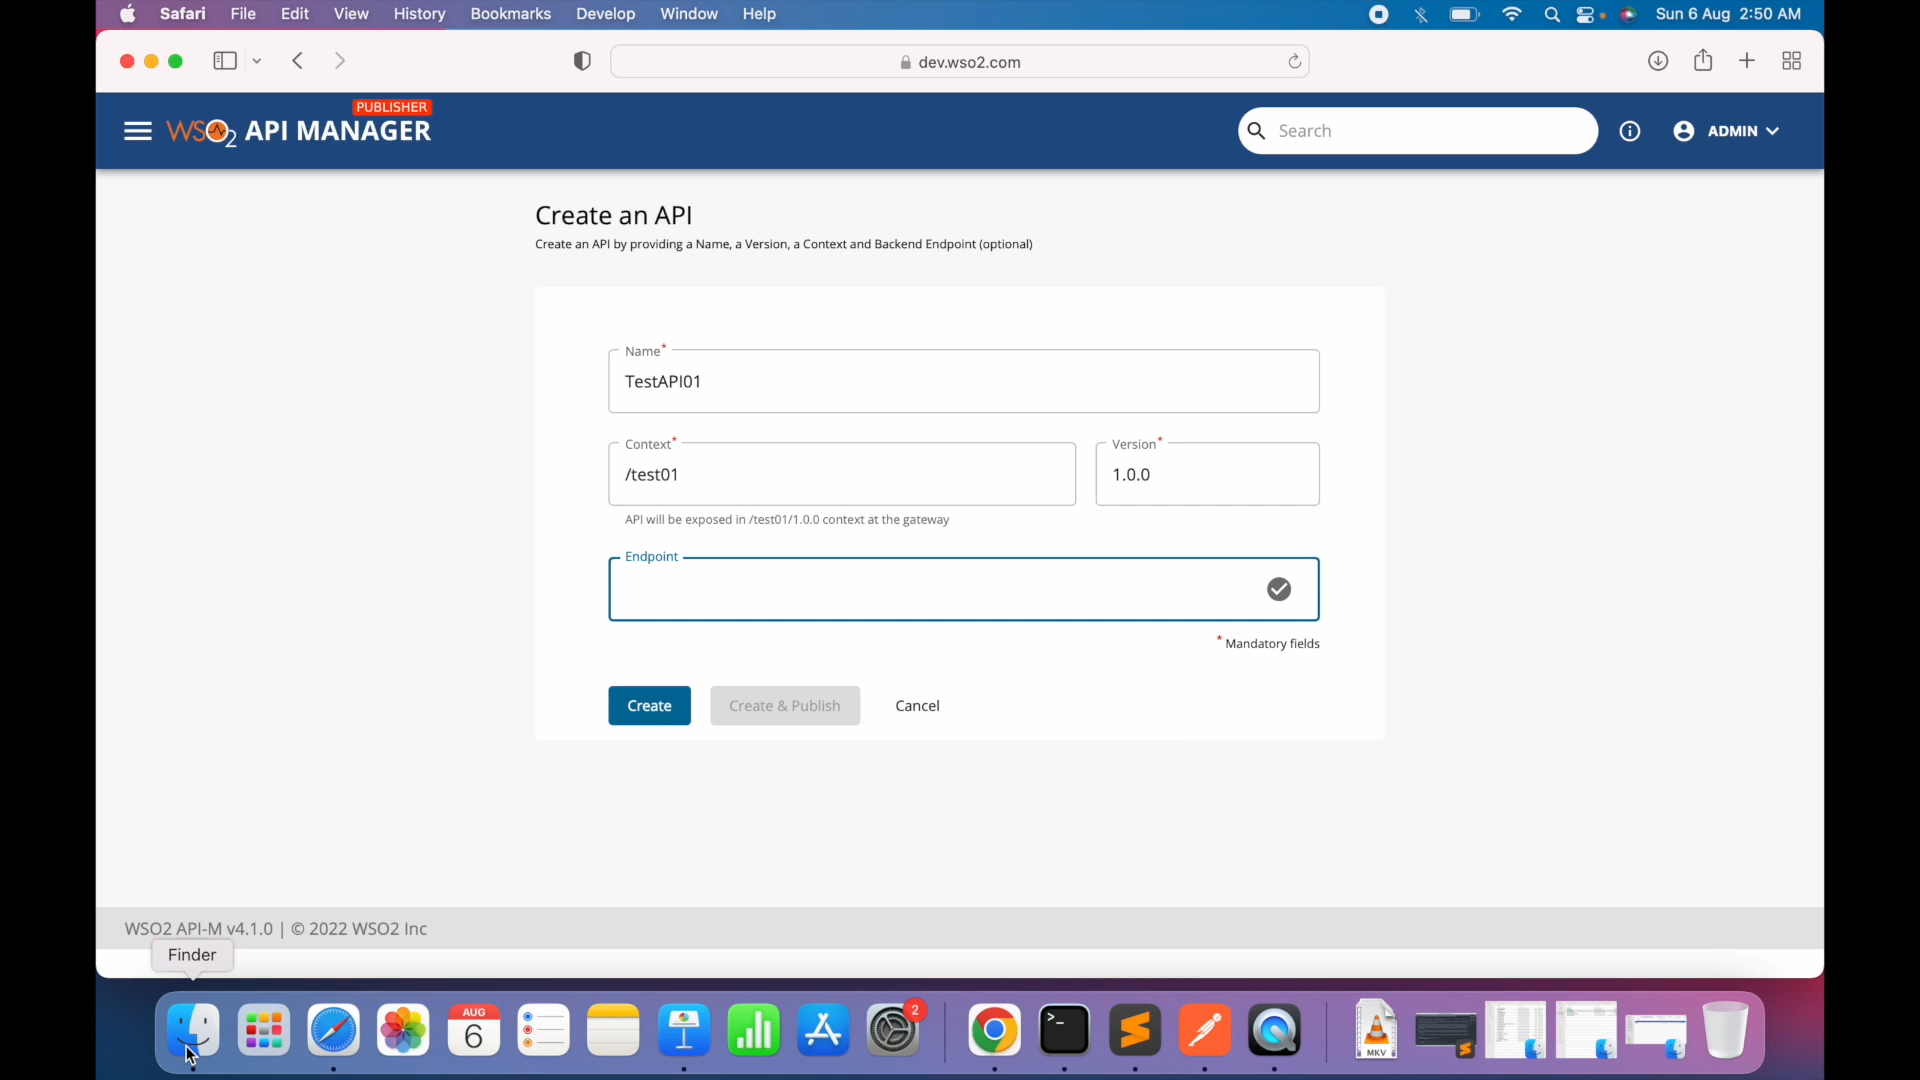 Safari File Edit View History Bookmarks Develop Window Help Sun 6 Aug 2:50 AM
dev.wso2.com
PUBLISHER
WSO2 API MANAGER
Search
ADMIN
Create an API
Create an API by providing a Name, a Version, a Context and Backend Endpoint (optional)
Name*
TestAPI01
Context* Version*
/test01 1.0.0
API will be exposed in /test01/1.0.0 context at the gateway
Endpoint
* Mandatory fields
Create Create & Publish Cancel
WSO2 API-M v4.1.0 | © 2022 WSO2 Inc
Finder
AUG
6
2
>_
MKV